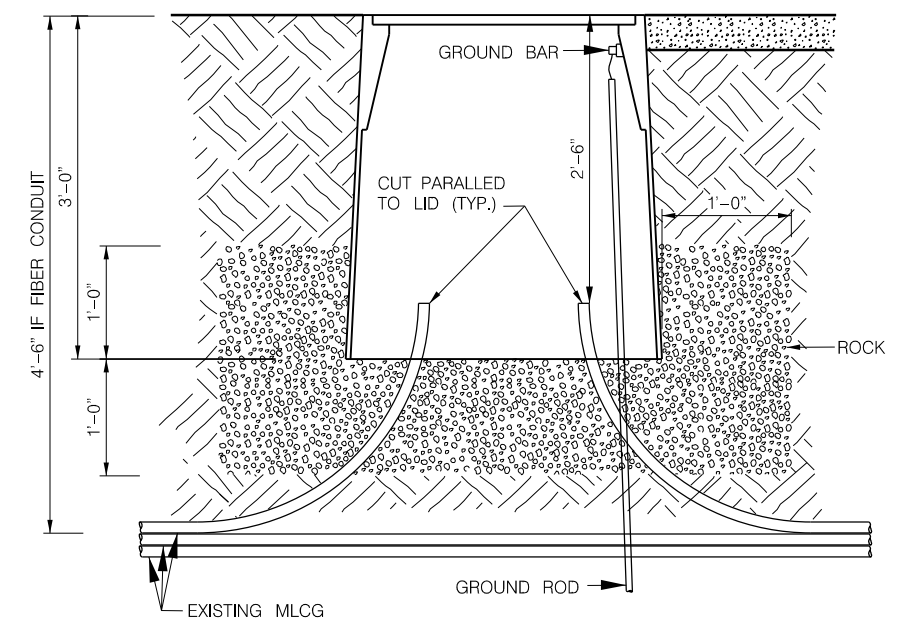 GROUND BAR
4'-6" IF FIBER CONDUIT
3'-0"
2'-6"
CUT PARALLED
TO LID (TYP.)
1'-0"
1'-0"
ROCK
1'-0"
GROUND ROD
EXISTING MLCG